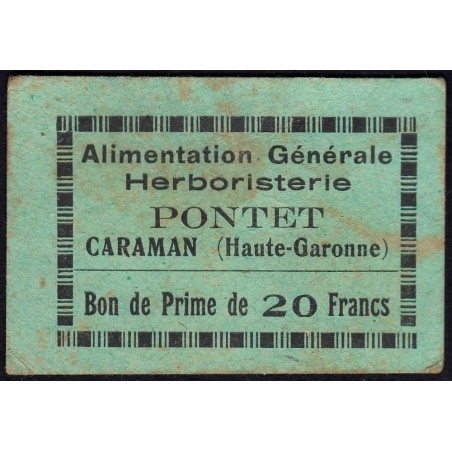 Alimentation Générale
Herboristerie
PONTET
CARAMAN (Haute-Garonne)
Bon de Prime de 20 Francs